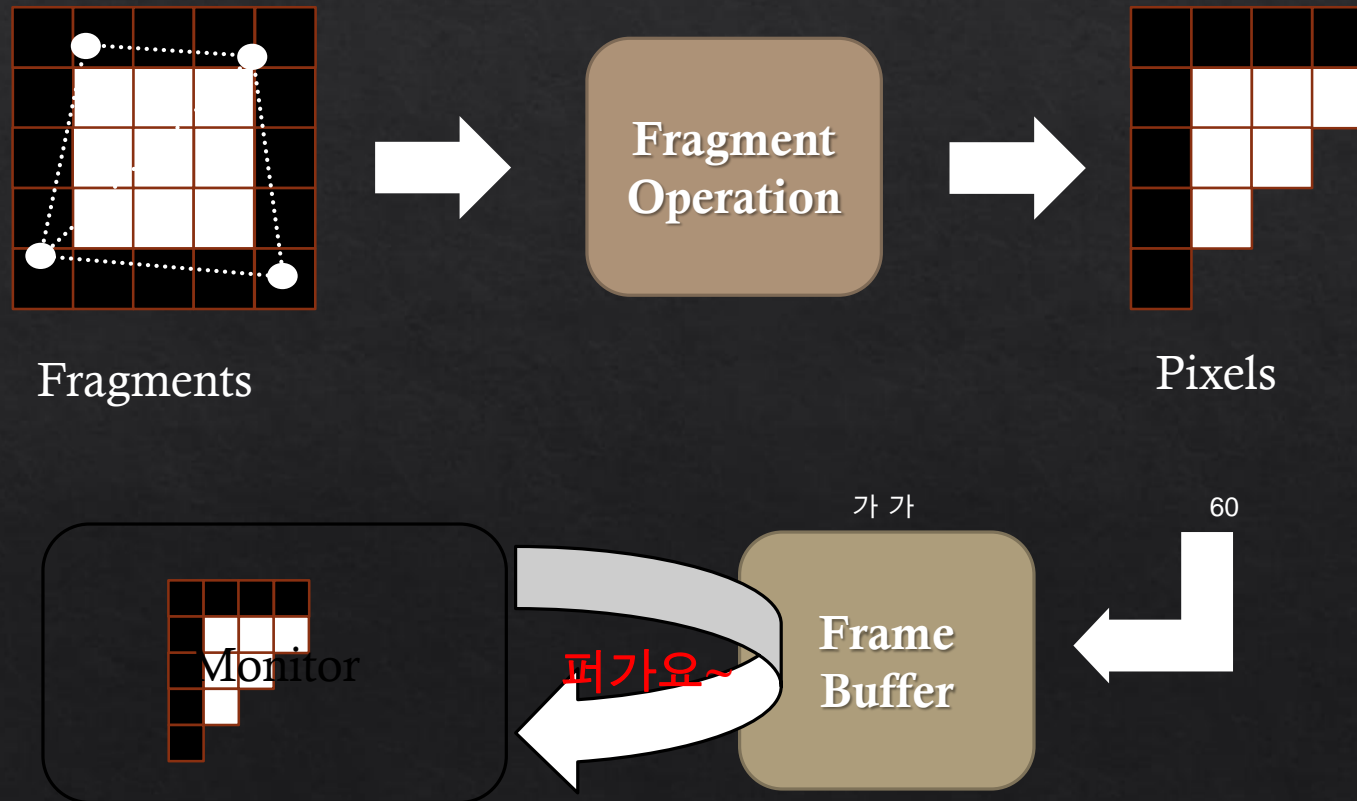 Fragment
Operation
Fragments
Pixels
가 가
60
Monitor
퍼가요~
Frame
Buffer